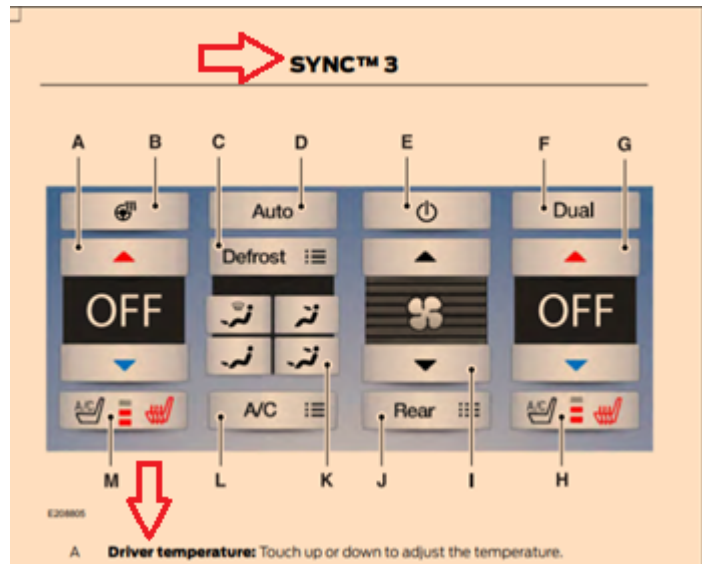 SYNC™ 3
A B C D E F G
Auto Dual
Defrost
OFF OFF
A/C A/C Rear A/C
M L K J I H
E208805
A Driver temperature: Touch up or down to adjust the temperature.